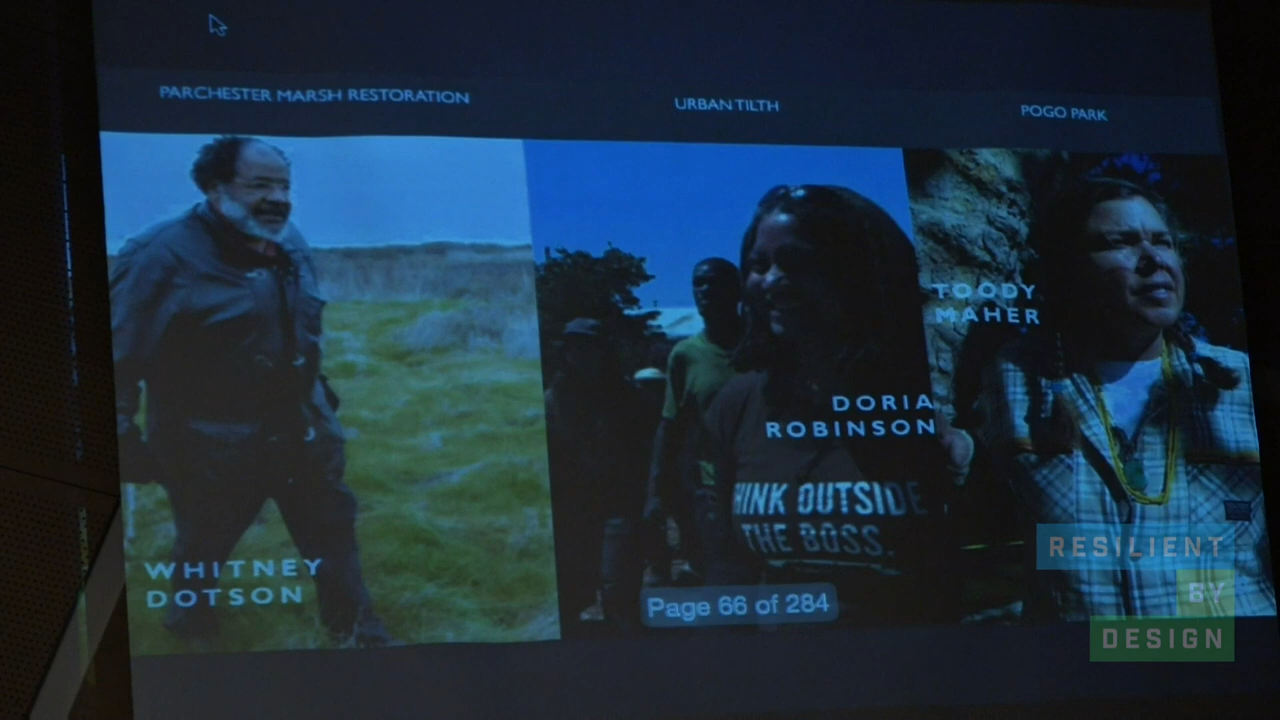 PARCHESTER MARSH RESTORATION
URBAN TILTH
POGO PARK
TOODY
MAHER
DORIA
ROBINSON
HINK OUTSIDE
THE BOSS.
WHITNEY
DOTSON
Page 66 of 284
RESILIENT
BY
DESIGN